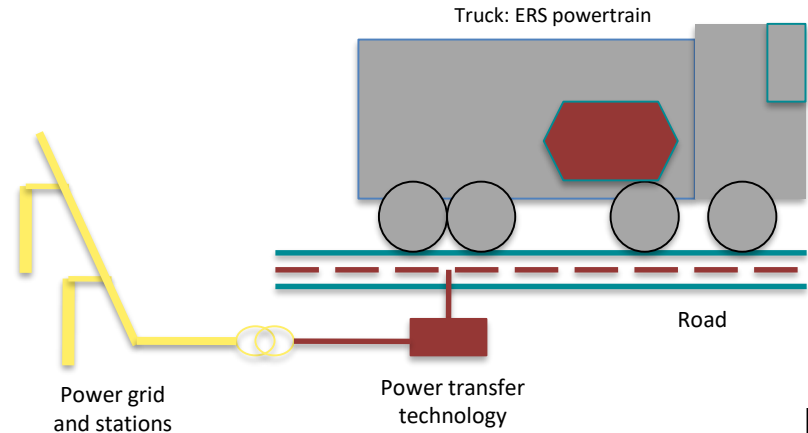 Truck: ERS powertrain
Road
Power grid
and stations
Power transfer
technology